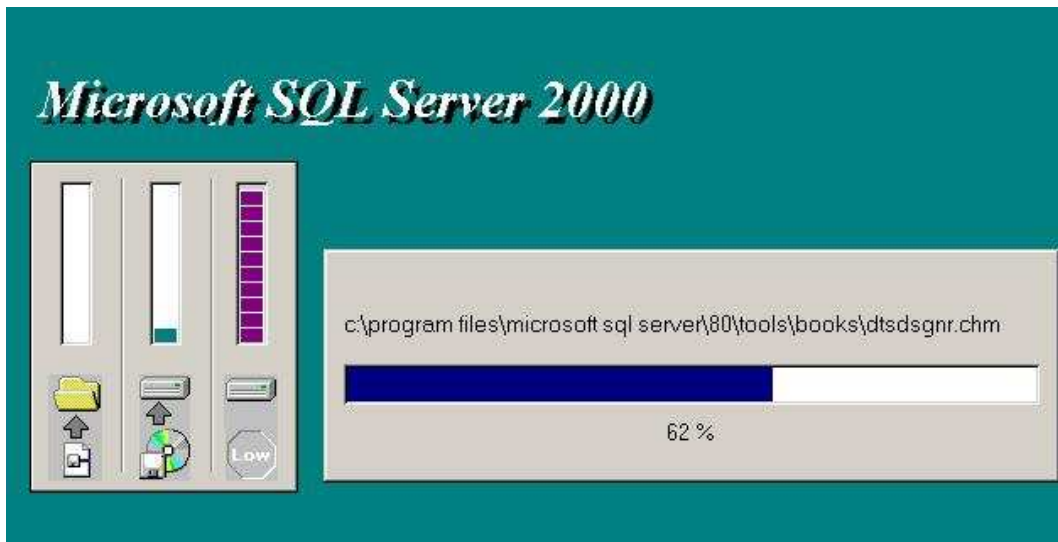 Microsoft SQL Server 2000
c:\program files\microsoft sql server\80\tools\books\dtsdsgnr.chm
62 %
Low